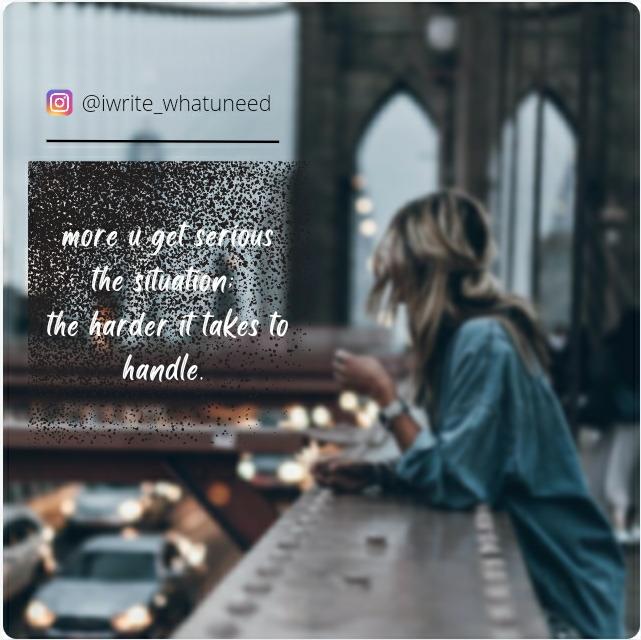 @iwrite_whatuneed
more u get serious
the situation;
the harder it takes to
handle.